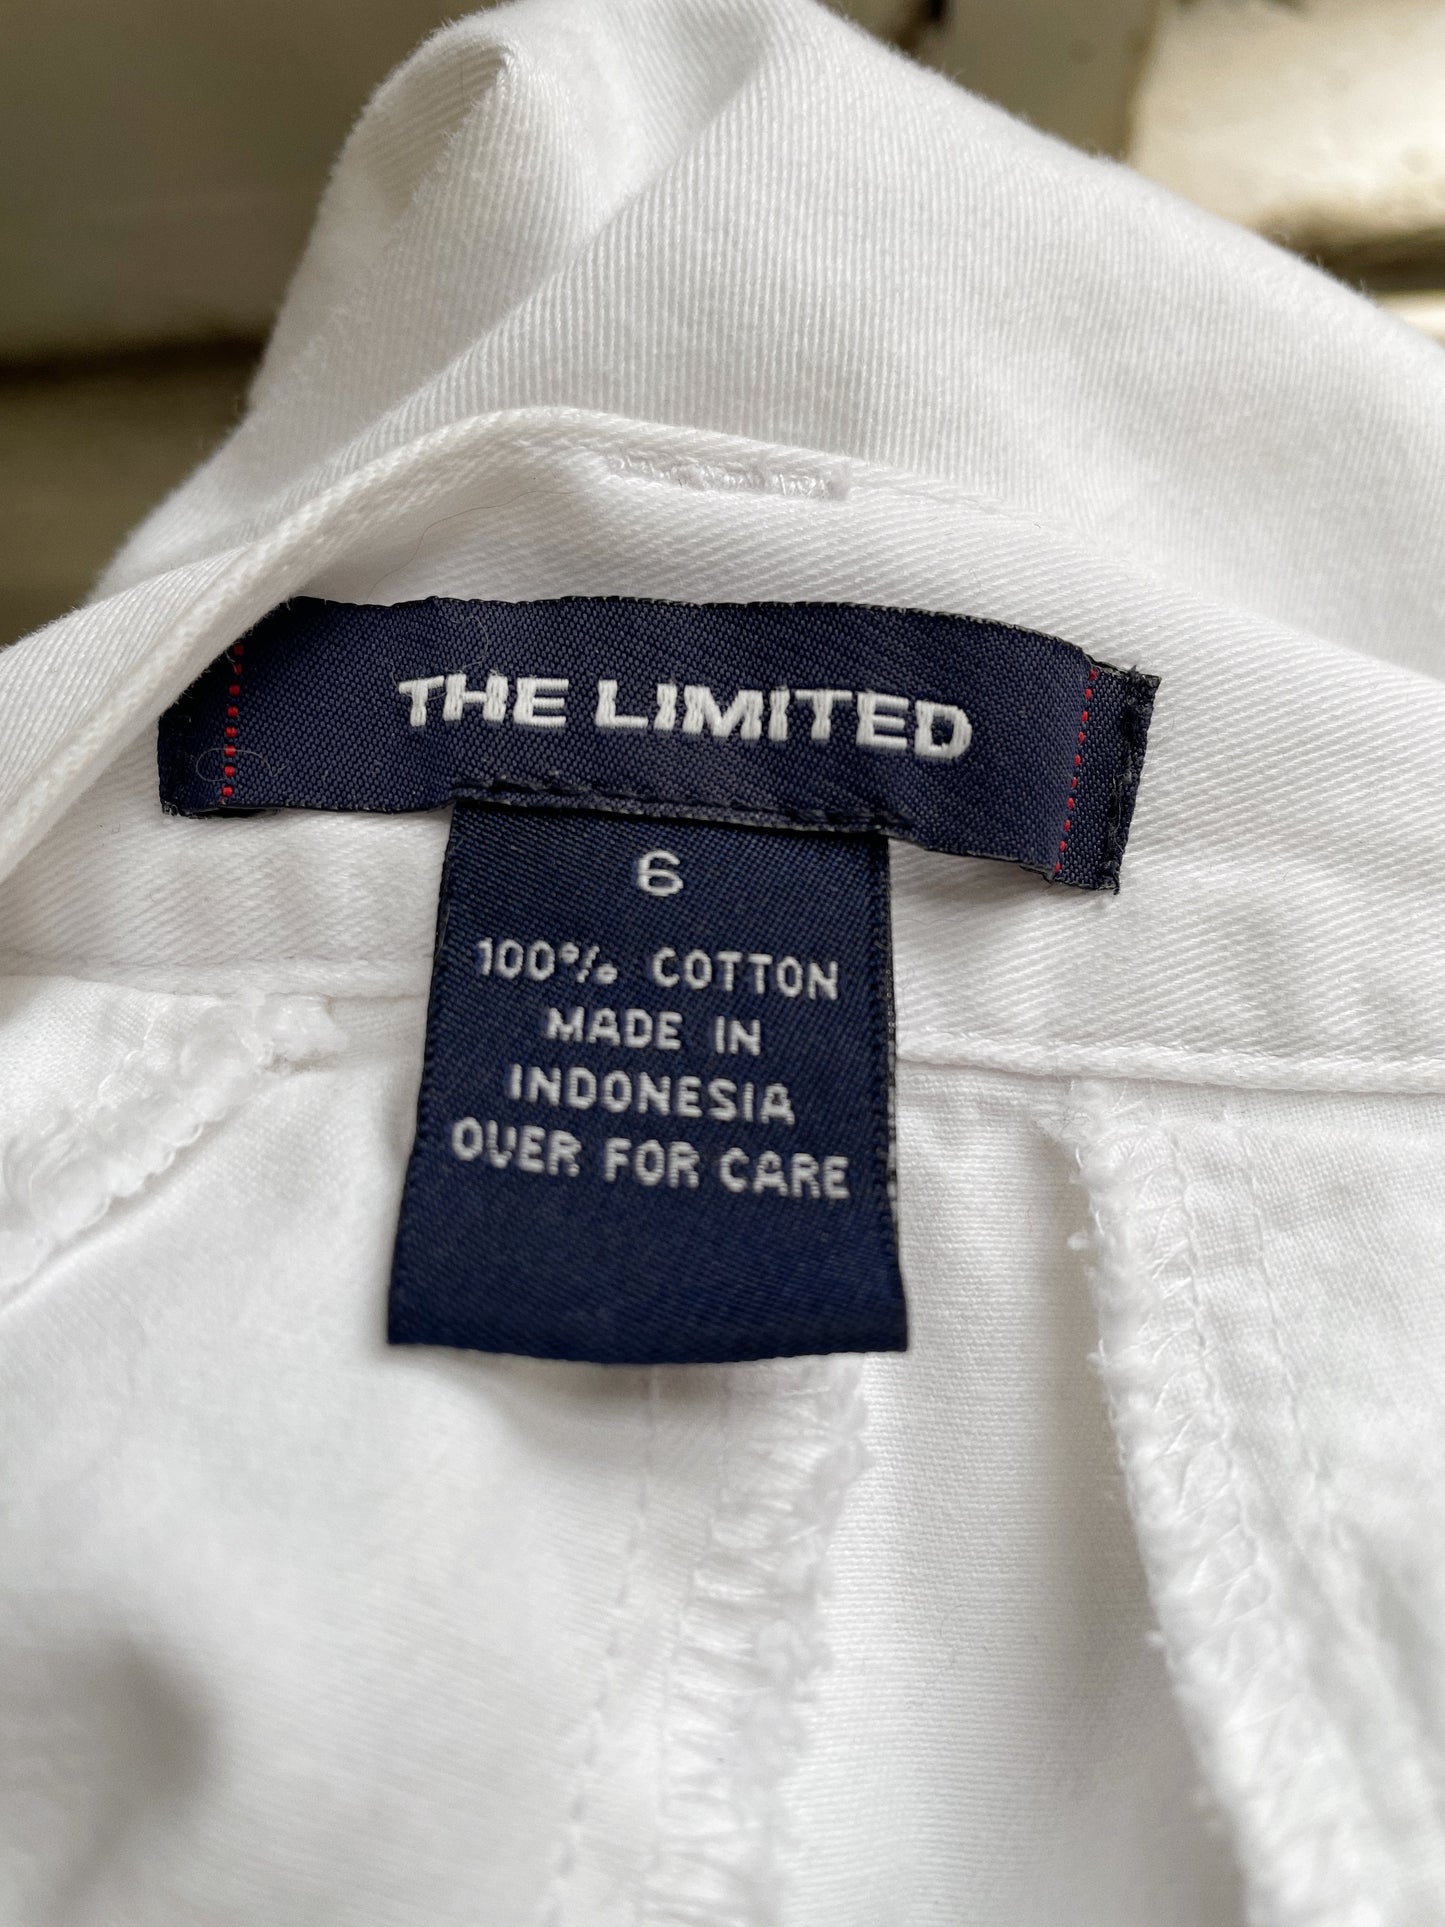 THE LIMITED
6
100% COTTON
MADE IN
INDONESIA
OVER FOR CARE